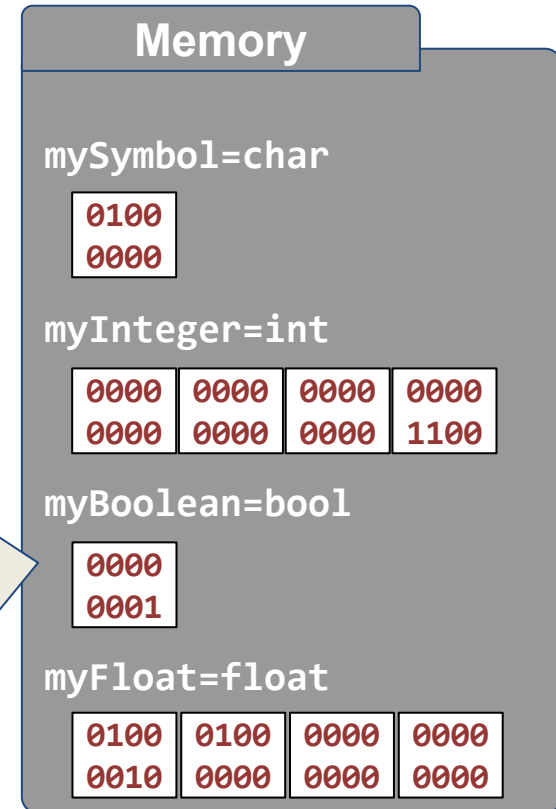 Memory
mySymbol=char
0100
0000
myInteger=int
0000 0000 0000 0000
0000 0000 0000 1100
myBoolean=bool
0000
0001
myFloat=float
0100 0100 0000 0000
0010 0000 0000 0000